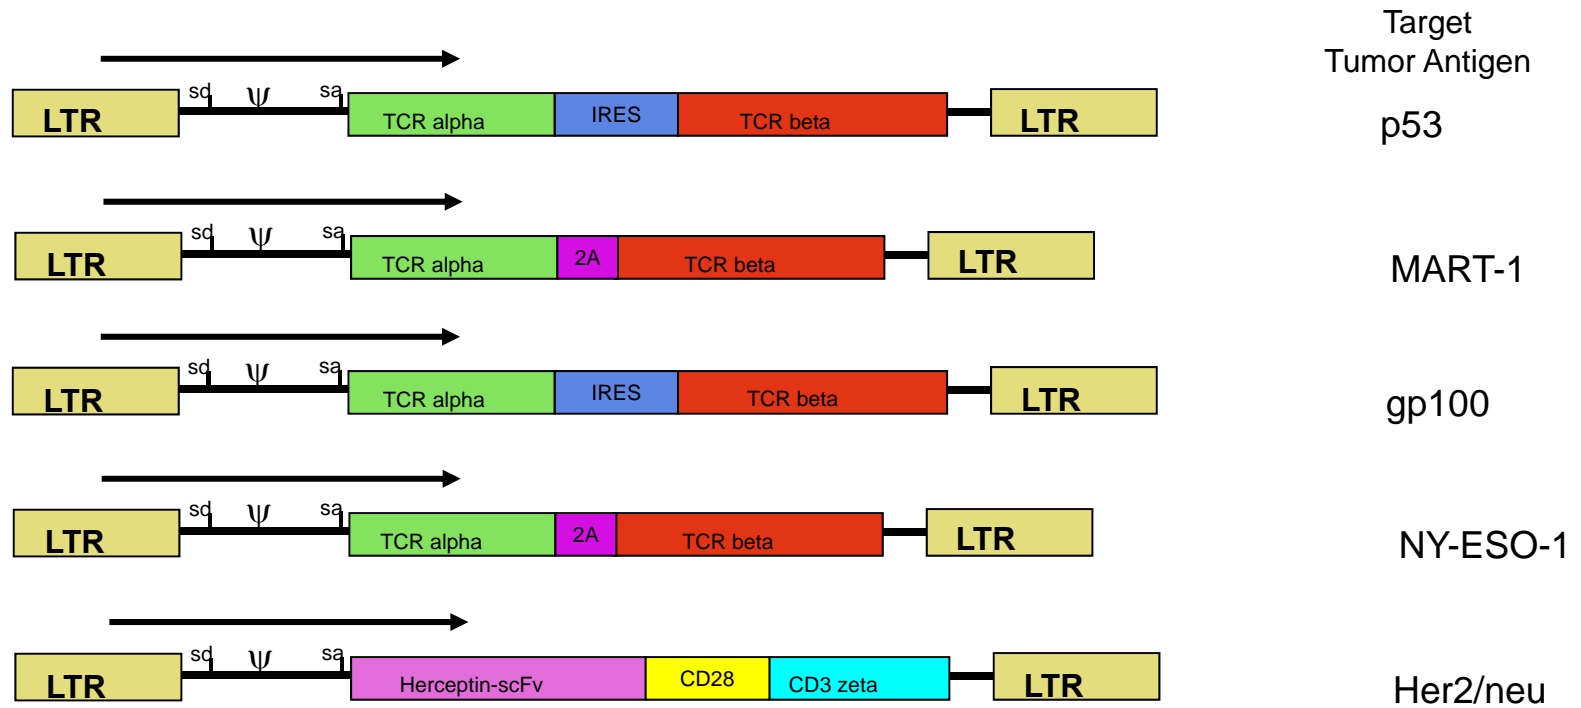 Target
Tumor Antigen
sd ψ sa
LTR TCR alpha IRES TCR beta LTR p53
sd ψ sa
LTR TCR alpha 2A TCR beta LTR MART-1
sd ψ sa
LTR TCR alpha IRES TCR beta LTR gp100
sd ψ sa
LTR TCR alpha 2A TCR beta LTR NY-ESO-1
sd ψ sa
LTR Herceptin-scFv CD28 CD3 zeta LTR Her2/neu